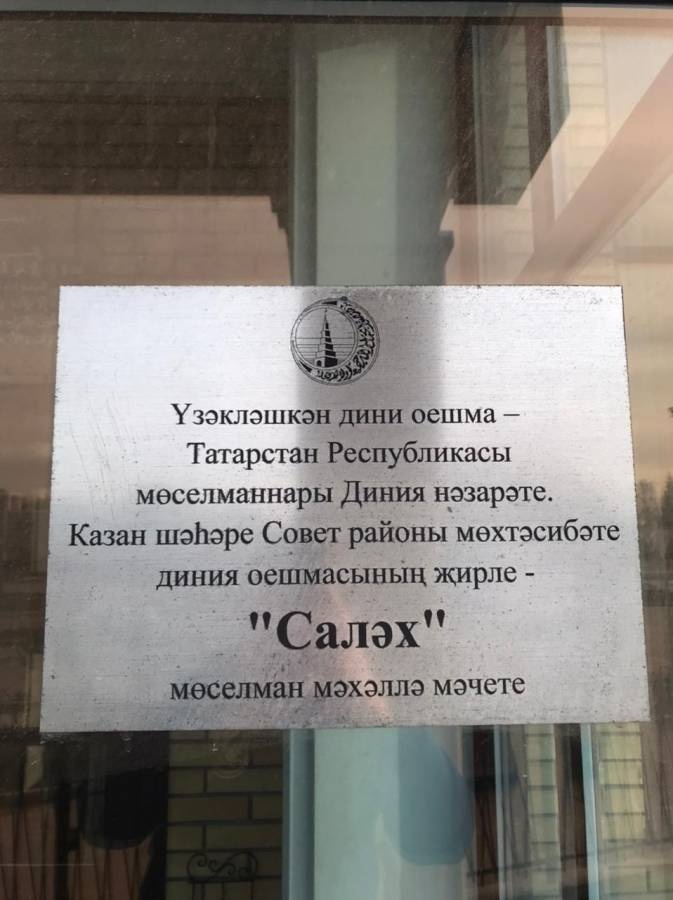 Үзәкләшкән дини оешма –
Татарстан Республикасы
мөселманнары Диния нәзарәте.
Казан шәһәре Совет районы мөхтәсибәте
диния оешмасының җирле -
"Саләх"
мөселман мәхәллә мәчете